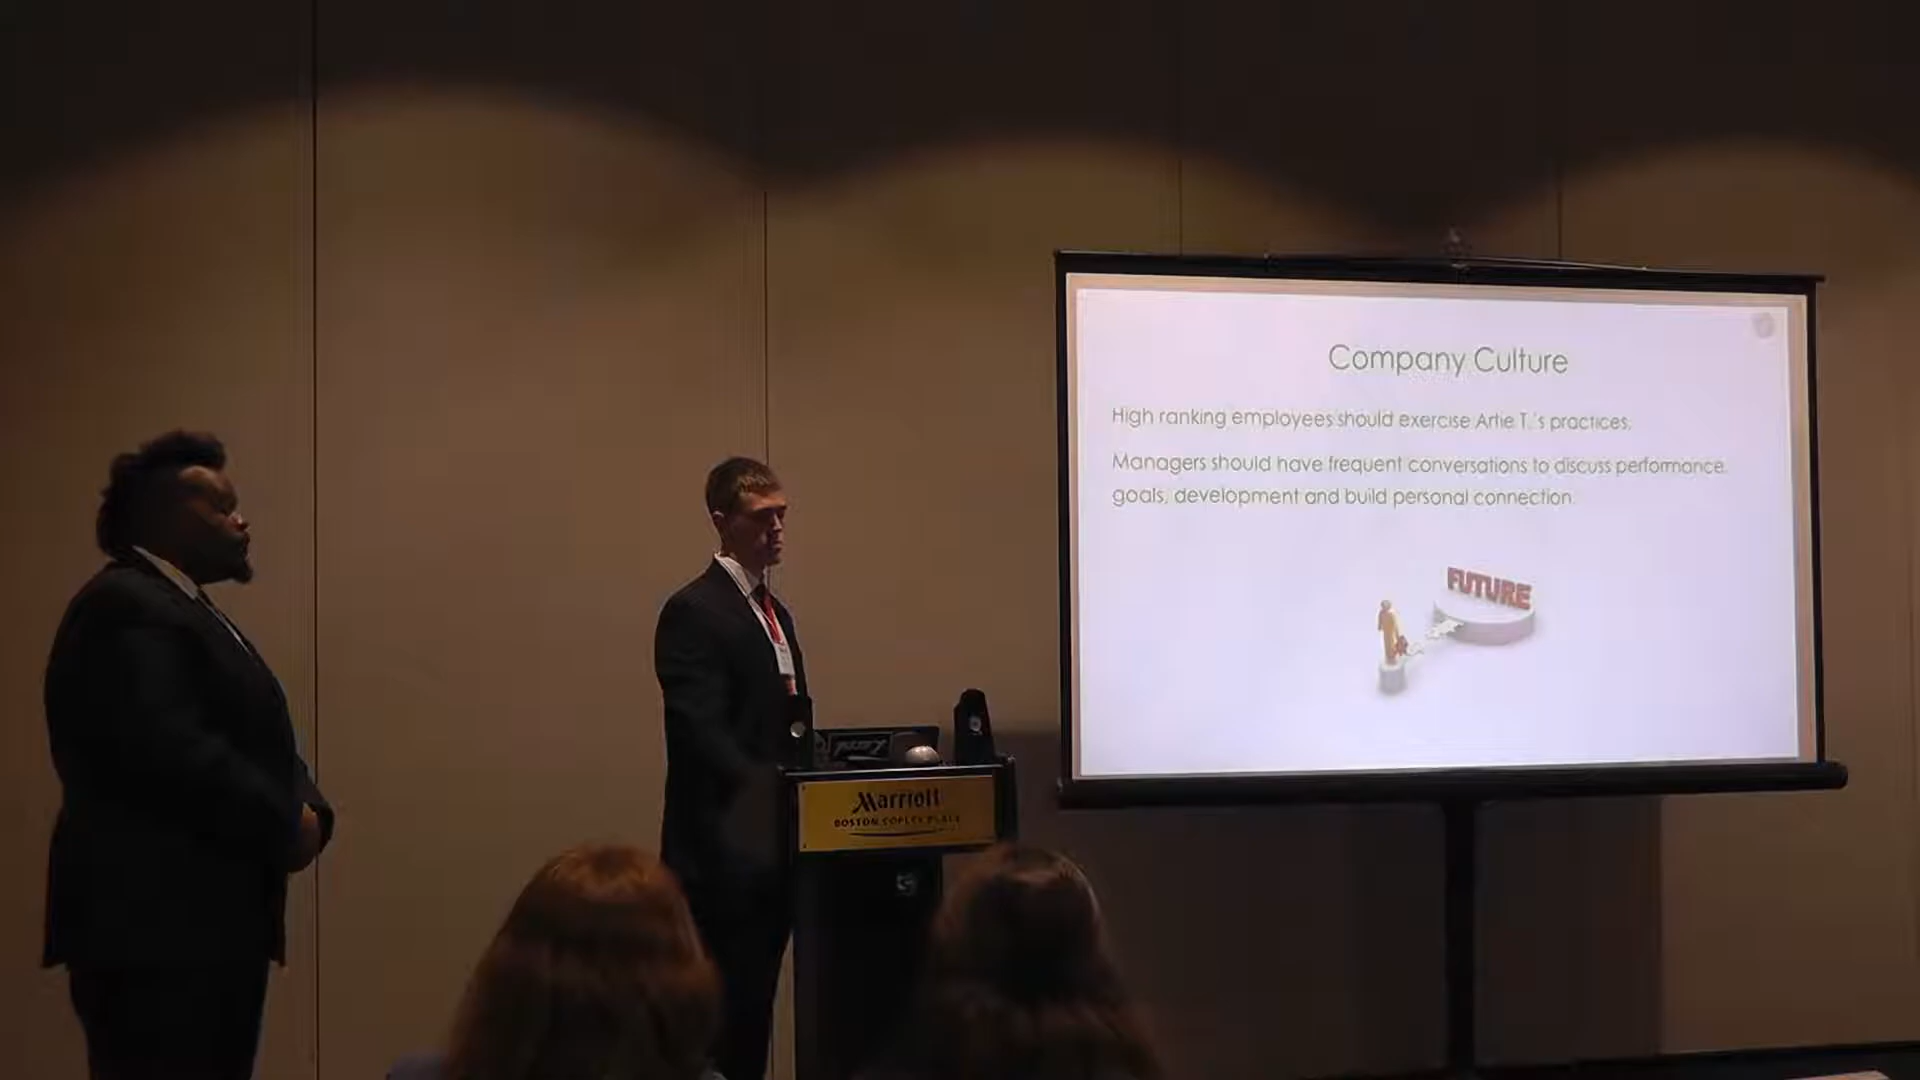 Company Culture
High ranking employees should exercise Artie T.'s practices.
Managers should have frequent conversations to discuss performance,
goals, development and build personal connection.
FUTURE
Marriott
BOSTON COPLEY PLACE